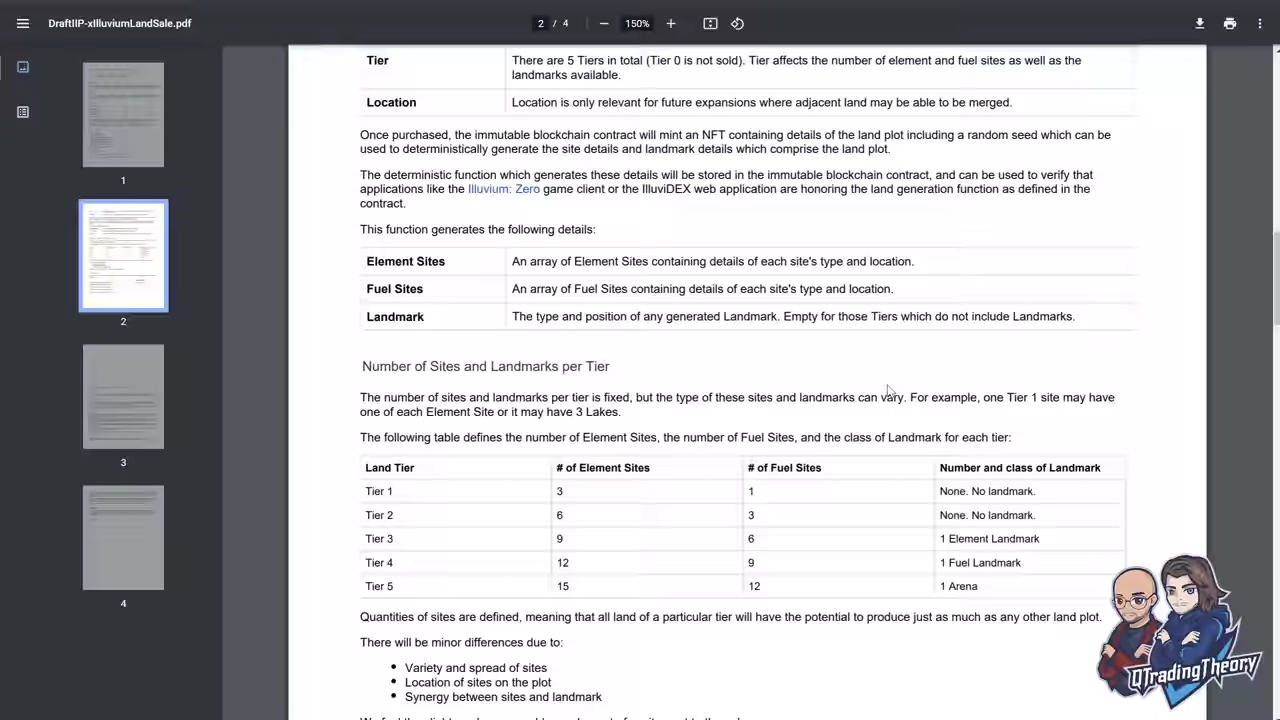 DraftIIP-xIlluviumLandSale.pdf
2 / 4
150%
1
2
3
4
Tier
There are 5 Tiers in total (Tier 0 is not sold). Tier affects the number of element and fuel sites as well as the
landmarks available.
Location
Location is only relevant for future expansions where adjacent land may be able to be merged.
Once purchased, the immutable blockchain contract will mint an NFT containing details of the land plot including a random seed which can be
used to deterministically generate the site details and landmark details which comprise the land plot.
The deterministic function which generates these details will be stored in the immutable blockchain contract, and can be used to verify that
applications like the Illuvium: Zero game client or the IlluviDEX web application are honoring the land generation function as defined in the
contract.
This function generates the following details:
Element Sites
An array of Element Sites containing details of each site's type and location.
Fuel Sites
An array of Fuel Sites containing details of each site's type and location.
Landmark
The type and position of any generated Landmark. Empty for those Tiers which do not include Landmarks.
Number of Sites and Landmarks per Tier
The number of sites and landmarks per tier is fixed, but the type of these sites and landmarks can vary. For example, one Tier 1 site may have
one of each Element Site or it may have 3 Lakes.
The following table defines the number of Element Sites, the number of Fuel Sites, and the class of Landmark for each tier:
Land Tier # of Element Sites # of Fuel Sites Number and class of Landmark
Tier 1 3 1 None. No landmark.
Tier 2 6 3 None. No landmark.
Tier 3 9 6 1 Element Landmark
Tier 4 12 9 1 Fuel Landmark
Tier 5 15 12 1 Arena
Quantities of sites are defined, meaning that all land of a particular tier will have the potential to produce just as much as any other land plot.
There will be minor differences due to:
• Variety and spread of sites
• Location of sites on the plot
• Synergy between sites and landmark
QTradingTheory